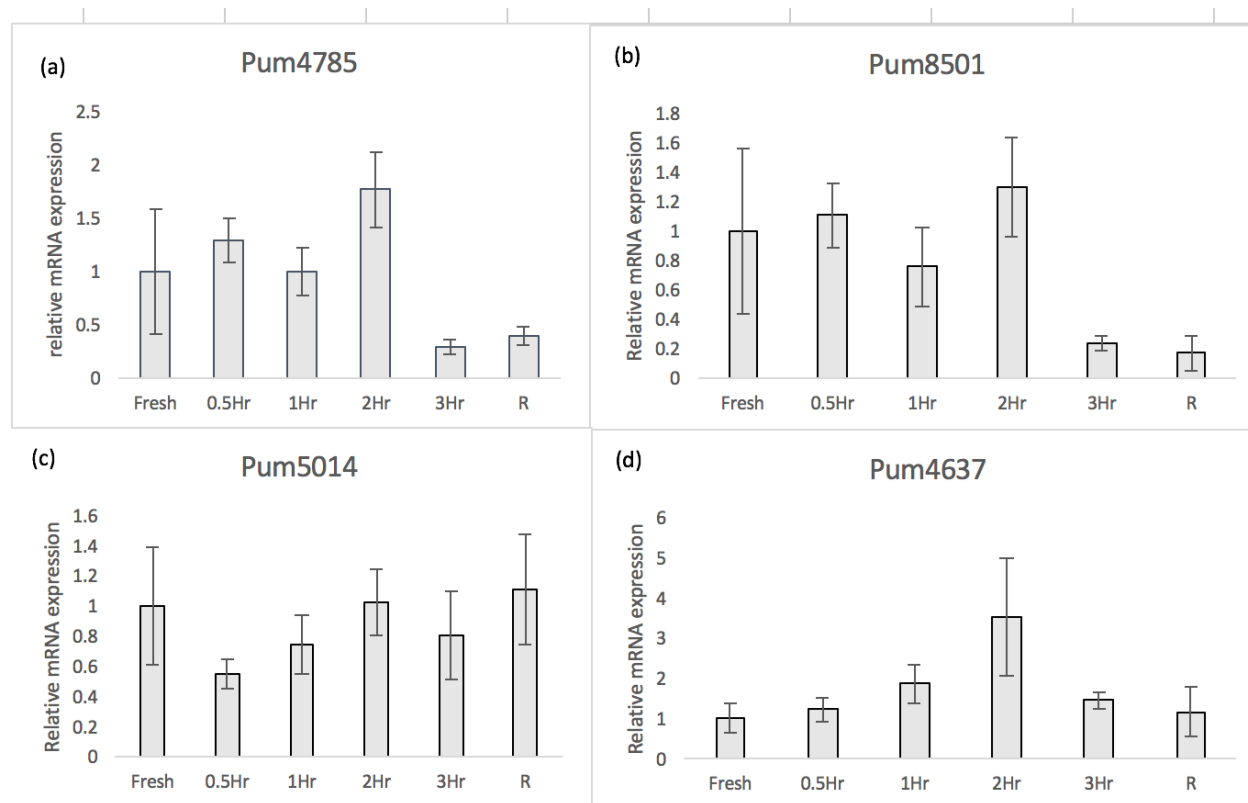 (a)
Pum4785
relative mRNA expression
2.5
2
1.5
1
0.5
0
Fresh 0.5Hr 1Hr 2Hr 3Hr R
(b)
Pum8501
Relative mRNA expression
1.8
1.6
1.4
1.2
1
0.8
0.6
0.4
0.2
0
Fresh 0.5Hr 1Hr 2Hr 3Hr R
(c)
Pum5014
Relative mRNA expression
1.6
1.4
1.2
1
0.8
0.6
0.4
0.2
0
Fresh 0.5Hr 1Hr 2Hr 3Hr R
(d)
Pum4637
Relative mRNA expression
6
5
4
3
2
1
0
Fresh 0.5Hr 1Hr 2Hr 3Hr R